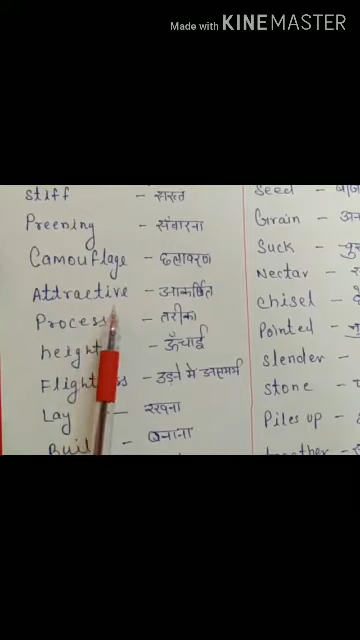 Made with KINEMASTER
Stiff - सख्त
Preening - संवारना
Camouflage - छलावरण
Attractive - आकर्षित
Process - तरीका
height - ऊँचाई
- उड़ने मे असमर्थ
Lay - रखना
- बनाना
Seed -
Grain -
Suck -
Nectar -
Chisel -
Pointed -
Slender -
Stone -
Piles up -